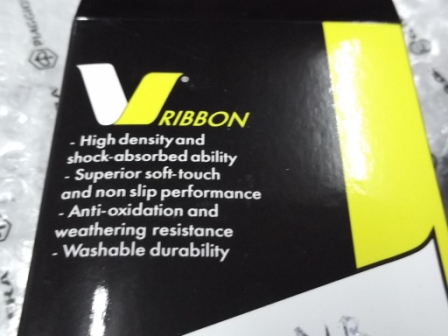 V® RIBBON
- High density and
shock-absorbed ability
- Superior soft-touch
and non slip performance
- Anti-oxidation and
weathering resistance
- Washable durability